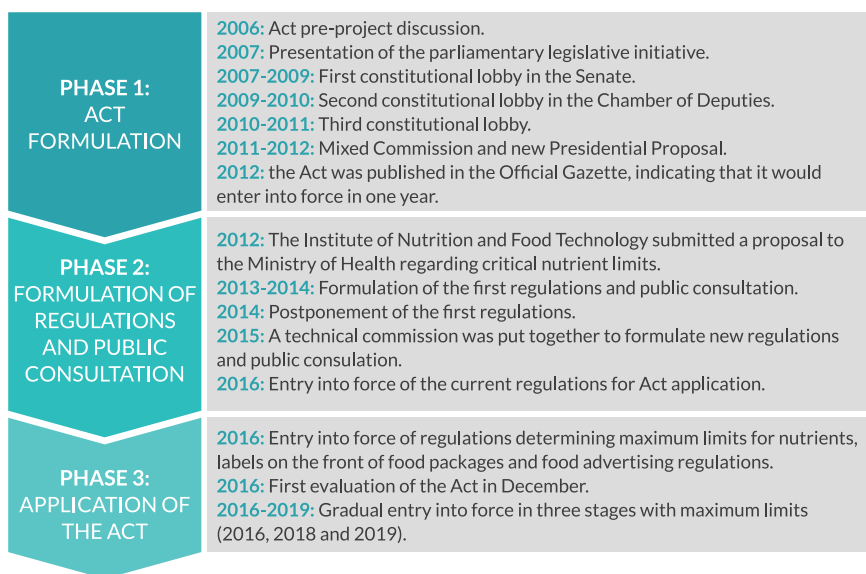 PHASE 1:
ACT
FORMULATION
2006: Act pre-project discussion.
2007: Presentation of the parliamentary legislative initiative.
2007-2009: First constitutional lobby in the Senate.
2009-2010: Second constitutional lobby in the Chamber of Deputies.
2010-2011: Third constitutional lobby.
2011-2012: Mixed Commission and new Presidential Proposal.
2012: the Act was published in the Official Gazette, indicating that it would
enter into force in one year.
PHASE 2:
FORMULATION OF
REGULATIONS
AND PUBLIC
CONSULTATION
2012: The Institute of Nutrition and Food Technology submitted a proposal to
the Ministry of Health regarding critical nutrient limits.
2013-2014: Formulation of the first regulations and public consultation.
2014: Postponement of the first regulations.
2015: A technical commission was put together to formulate new regulations
and public consulation.
2016: Entry into force of the current regulations for Act application.
PHASE 3:
APPLICATION OF
THE ACT
2016: Entry into force of regulations determining maximum limits for nutrients,
labels on the front of food packages and food advertising regulations.
2016: First evaluation of the Act in December.
2016-2019: Gradual entry into force in three stages with maximum limits
(2016, 2018 and 2019).